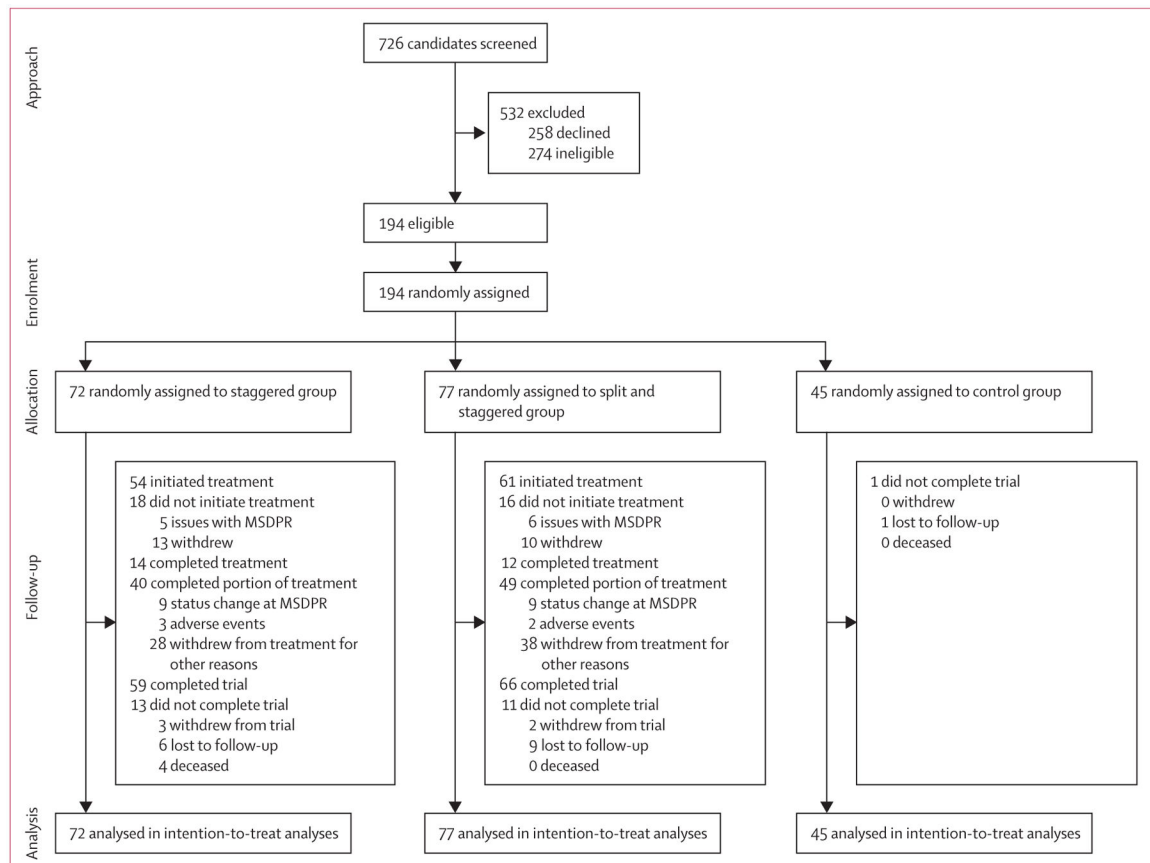 Approach
726 candidates screened
532 excluded
258 declined
274 ineligible
194 eligible
Enrolment
194 randomly assigned
Allocation
72 randomly assigned to staggered group
77 randomly assigned to split and
staggered group
45 randomly assigned to control group
Follow-up
54 initiated treatment
18 did not initiate treatment
5 issues with MSDPR
13 withdrew
14 completed treatment
40 completed portion of treatment
9 status change at MSDPR
3 adverse events
28 withdrew from treatment for
other reasons
59 completed trial
13 did not complete trial
3 withdrew from trial
6 lost to follow-up
4 deceased
61 initiated treatment
16 did not initiate treatment
6 issues with MSDPR
10 withdrew
12 completed treatment
49 completed portion of treatment
9 status change at MSDPR
2 adverse events
38 withdrew from treatment for
other reasons
66 completed trial
11 did not complete trial
2 withdrew from trial
9 lost to follow-up
0 deceased
1 did not complete trial
0 withdrew
1 lost to follow-up
0 deceased
Analysis
72 analysed in intention-to-treat analyses
77 analysed in intention-to-treat analyses
45 analysed in intention-to-treat analyses